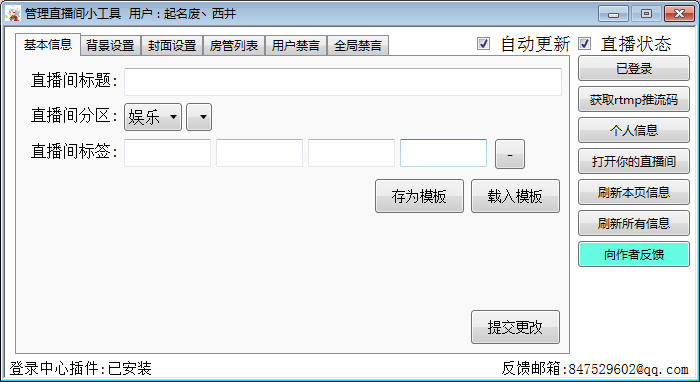 管理直播间小工具 用户：起名废丶西井
基本信息 背景设置 封面设置 房管列表 用户禁言 全局禁言
自动更新 直播状态
直播间标题:
直播间分区: 娱乐
直播间标签: -
存为模板 载入模板
提交更改
已登录
获取rtmp推流码
个人信息
打开你的直播间
刷新本页信息
刷新所有信息
向作者反馈
登录中心插件:已安装
反馈邮箱:847529602@qq.com